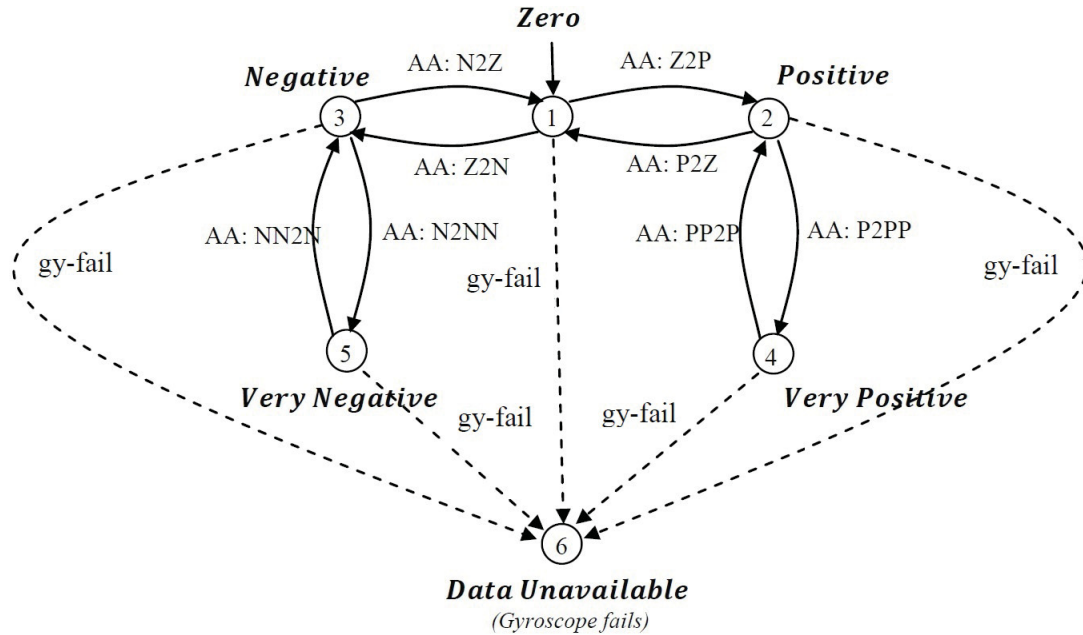 Zero
AA: N2Z
AA: Z2P
Negative
Positive
3
1
2
AA: Z2N
AA: P2Z
AA: NN2N
AA: N2NN
AA: PP2P
AA: P2PP
gy-fail
gy-fail
gy-fail
5
4
Very Negative
Very Positive
gy-fail
gy-fail
6
Data Unavailable
(Gyroscope fails)